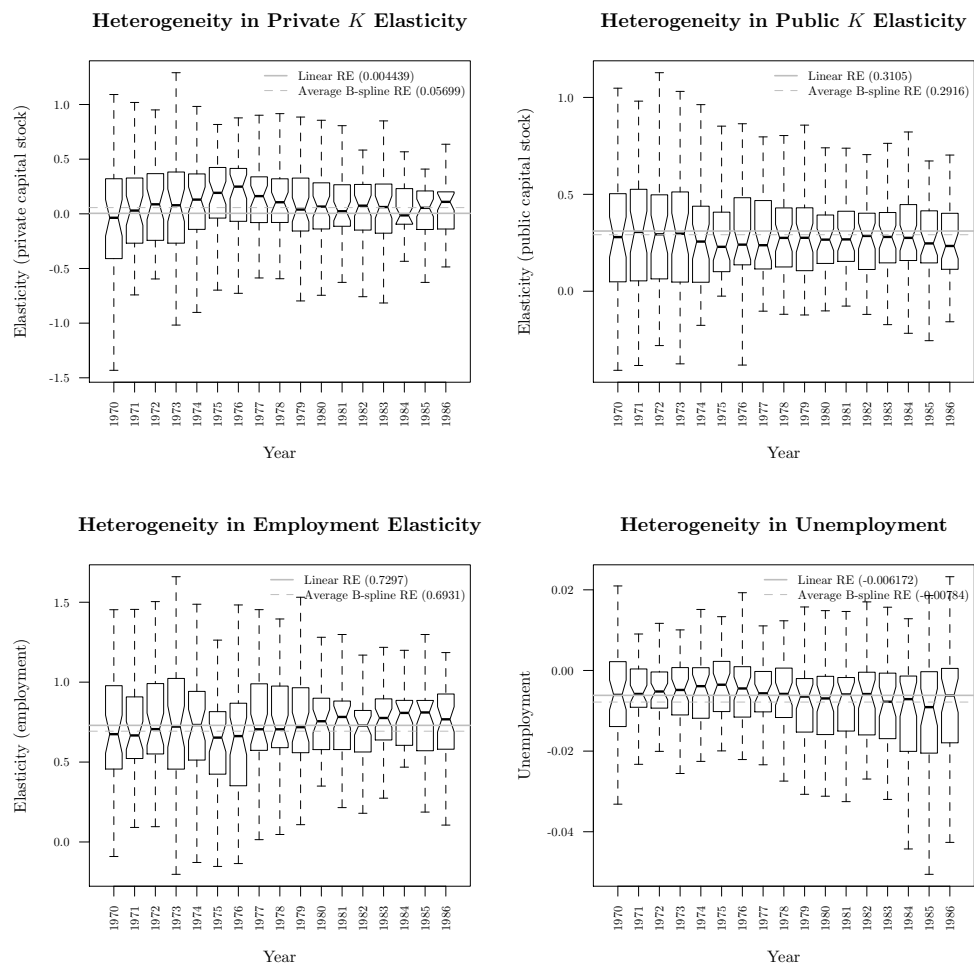 Heterogeneity in Private K Elasticity
Linear RE (0.004439)
Average B-spline RE (0.05699)
Elasticity (private capital stock)
1.0
0.5
0.0
-0.5
-1.0
-1.5
1970 1971 1972 1973 1974 1975 1976 1977 1978 1979 1980 1981 1982 1983 1984 1985 1986
Year
Heterogeneity in Public K Elasticity
Linear RE (0.3105)
Average B-spline RE (0.2916)
Elasticity (public capital stock)
1.0
0.5
0.0
1970 1971 1972 1973 1974 1975 1976 1977 1978 1979 1980 1981 1982 1983 1984 1985 1986
Year
Heterogeneity in Employment Elasticity
Linear RE (0.7297)
Average B-spline RE (0.6931)
Elasticity (employment)
1.5
1.0
0.5
0.0
1970 1971 1972 1973 1974 1975 1976 1977 1978 1979 1980 1981 1982 1983 1984 1985 1986
Year
Heterogeneity in Unemployment
Linear RE (-0.006172)
Average B-spline RE (-0.00784)
Unemployment
0.02
0.00
-0.02
-0.04
1970 1971 1972 1973 1974 1975 1976 1977 1978 1979 1980 1981 1982 1983 1984 1985 1986
Year